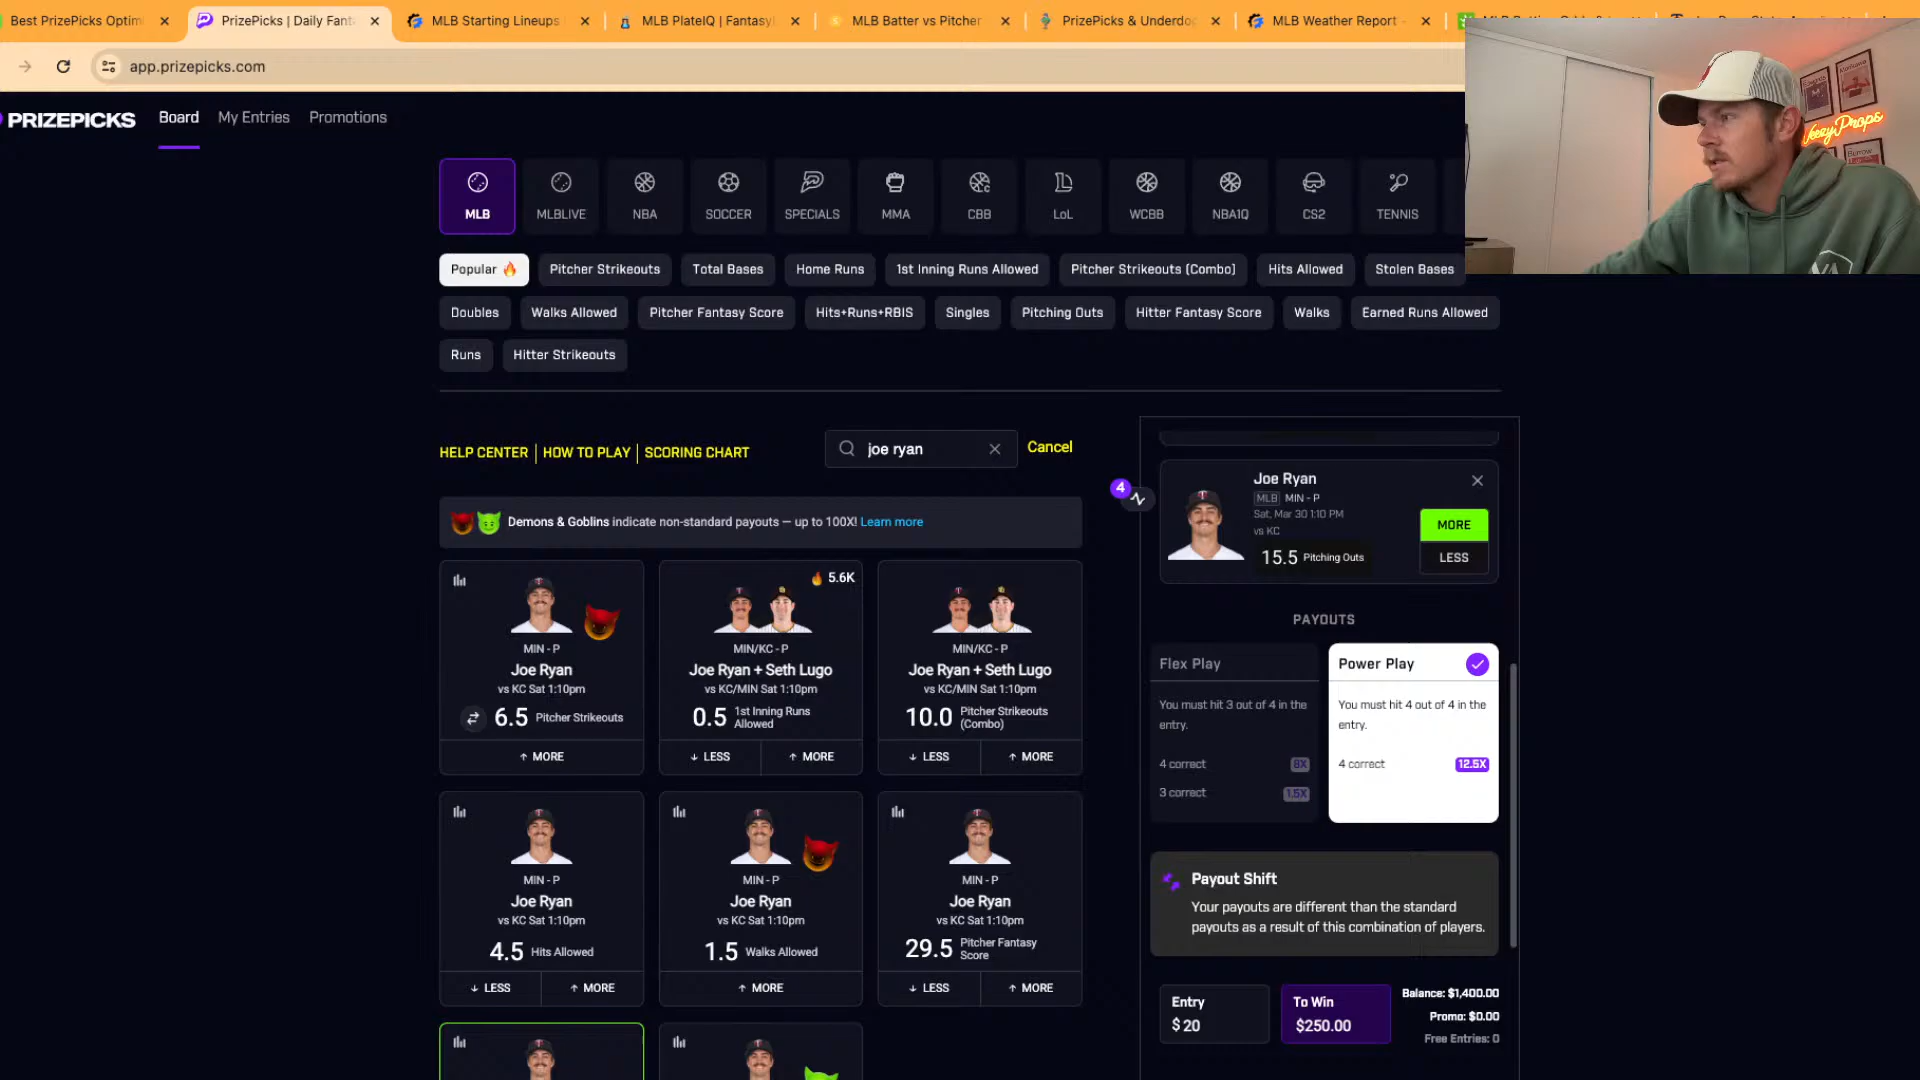 Best PrizePicks Optimi
PrizePicks | Daily Fant
MLB Starting Lineups
MLB PlateIQ | Fantasy
MLB Batter vs Pitcher
PrizePicks & Underdo
MLB Weather Report -
app.prizepicks.com
VeezyProps
PRIZEPICKS
Board
My Entries
Promotions
MLB
MLBLIVE
NBA
SOCCER
SPECIALS
MMA
CBB
LoL
WCBB
NBA1Q
CS2
TENNIS
Popular
Pitcher Strikeouts
Total Bases
Home Runs
1st Inning Runs Allowed
Pitcher Strikeouts (Combo)
Hits Allowed
Stolen Bases
Doubles
Walks Allowed
Pitcher Fantasy Score
Hits+Runs+RBIS
Singles
Pitching Outs
Hitter Fantasy Score
Walks
Earned Runs Allowed
Runs
Hitter Strikeouts
HELP CENTER
HOW TO PLAY
SCORING CHART
joe ryan
Cancel
Demons & Goblins indicate non-standard payouts — up to 100X! Learn more
MIN - P
Joe Ryan
vs KC Sat 1:10pm
6.5 Pitcher Strikeouts
↑ MORE
5.6K
MIN/KC - P
Joe Ryan + Seth Lugo
vs KC/MIN Sat 1:10pm
0.5 1st Inning Runs
Allowed
↓ LESS
↑ MORE
MIN/KC - P
Joe Ryan + Seth Lugo
vs KC/MIN Sat 1:10pm
10.0 Pitcher Strikeouts
(Combo)
↓ LESS
↑ MORE
MIN - P
Joe Ryan
vs KC Sat 1:10pm
4.5 Hits Allowed
↓ LESS
↑ MORE
MIN - P
Joe Ryan
vs KC Sat 1:10pm
1.5 Walks Allowed
↑ MORE
MIN - P
Joe Ryan
vs KC Sat 1:10pm
29.5 Pitcher Fantasy
Score
↓ LESS
↑ MORE
4
Joe Ryan
MLB MIN - P
Sat, Mar 30 1:10 PM
vs KC
15.5 Pitching Outs
MORE
LESS
PAYOUTS
Flex Play
You must hit 3 out of 4 in the
entry.
4 correct 8X
3 correct 1.5X
Power Play
You must hit 4 out of 4 in the
entry.
4 correct 12.5X
Payout Shift
Your payouts are different than the standard
payouts as a result of this combination of players.
Entry
$ 20
To Win
$250.00
Balance: $1,400.00
Promo: $0.00
Free Entries: 0